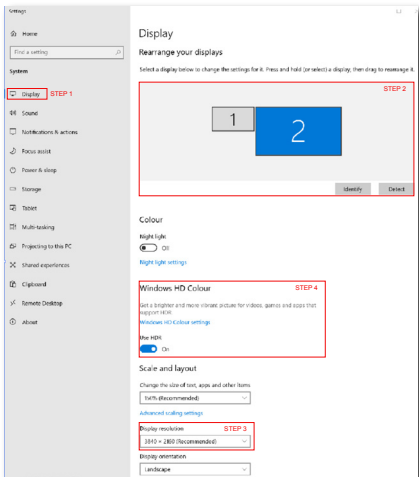 Settings
Home
Find a setting
System
Display STEP 1
Sound
Notifications & actions
Focus assist
Power & sleep
Storage
Tablet
Multi-tasking
Projecting to this PC
Shared experiences
Clipboard
Remote Desktop
About
Display
Rearrange your displays
Select a display below to change the settings for it. Press and hold (or select) a display, then drag to rearrange it.
STEP 2
1
2
Identify Detect
Colour
Night light
Off
Night light settings
Windows HD Colour STEP 4
Get a brighter and more vibrant picture for videos, games and apps that
support HDR.
Windows HD Colour settings
Use HDR
On
Scale and layout
Change the size of text, apps and other items
150% (Recommended)
Advanced scaling settings
Display resolution STEP 3
3840 × 2160 (Recommended)
Display orientation
Landscape